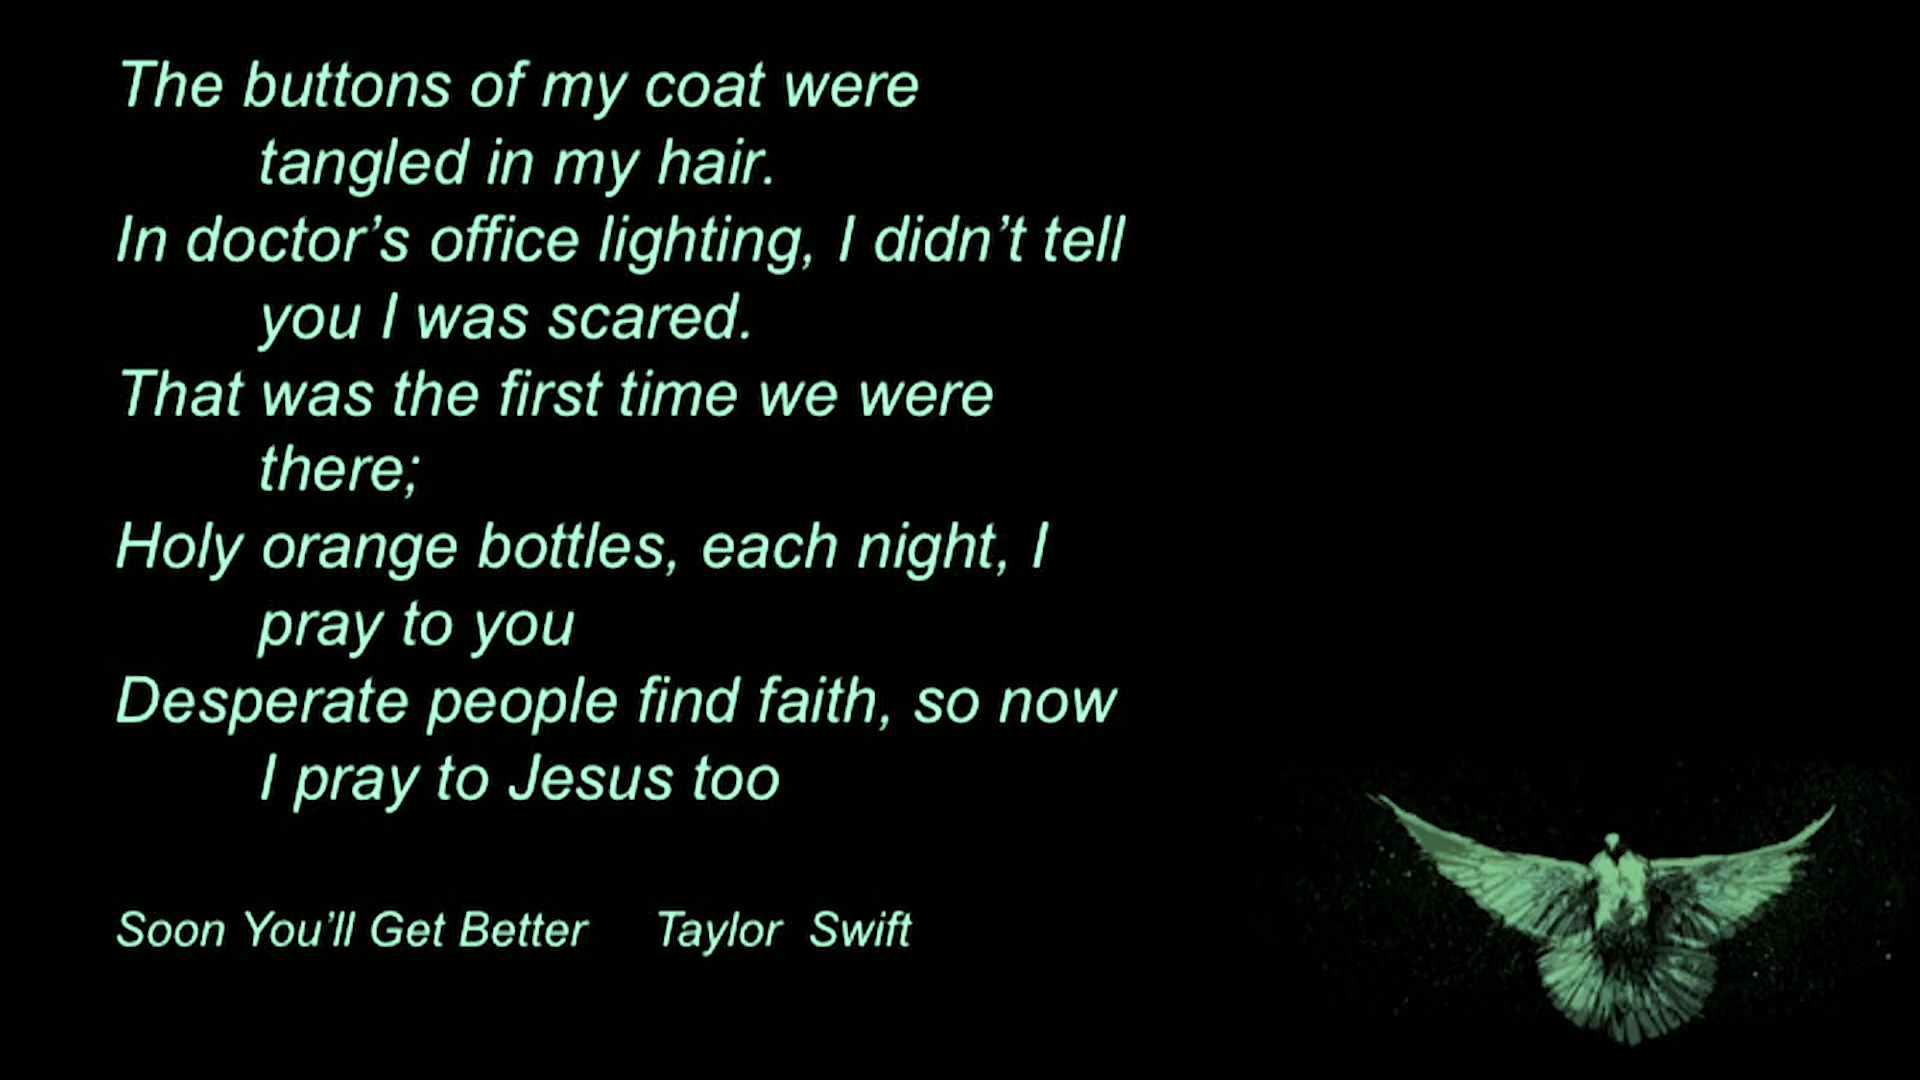 The buttons of my coat were
tangled in my hair.
In doctor’s office lighting, I didn’t tell
you I was scared.
That was the first time we were
there;
Holy orange bottles, each night, I
pray to you
Desperate people find faith, so now
I pray to Jesus too
Soon You’ll Get Better Taylor Swift